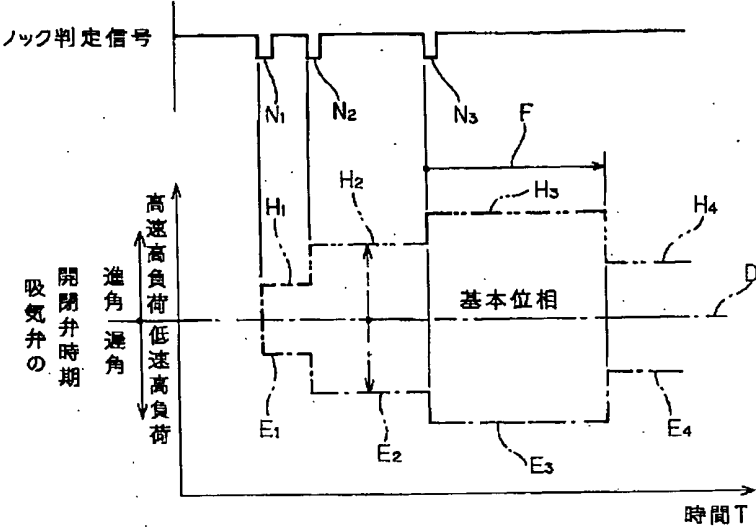 ノック判定信号
N1
N2
N3
F
H1
H2
H3
H4
D
基本位相
高速高負荷
低速高負荷
進角
遅角
吸気弁の
開閉弁時期
E1
E2
E3
E4
時間T